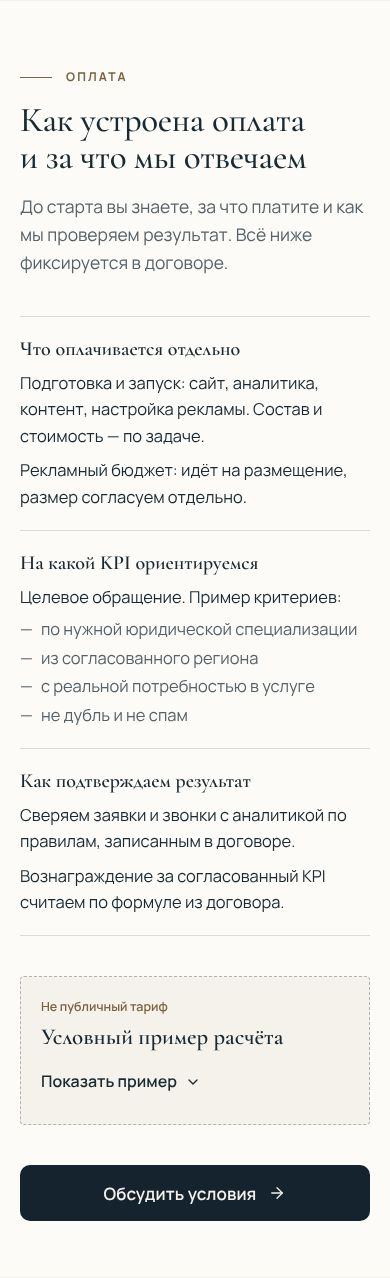 ОПЛАТА
Как устроена оплата
и за что мы отвечаем
До старта вы знаете, за что платите и как
мы проверяем результат. Всё ниже
фиксируется в договоре.
Что оплачивается отдельно
Подготовка и запуск: сайт, аналитика,
контент, настройка рекламы. Состав и
стоимость — по задаче.
Рекламный бюджет: идёт на размещение,
размер согласуем отдельно.
На какой KPI ориентируемся
Целевое обращение. Пример критериев:
— по нужной юридической специализации
— из согласованного региона
— с реальной потребностью в услуге
— не дубль и не спам
Как подтверждаем результат
Сверяем заявки и звонки с аналитикой по
правилам, записанным в договоре.
Вознаграждение за согласованный KPI
считаем по формуле из договора.
Не публичный тариф
Условный пример расчёта
Показать пример
Обсудить условия →